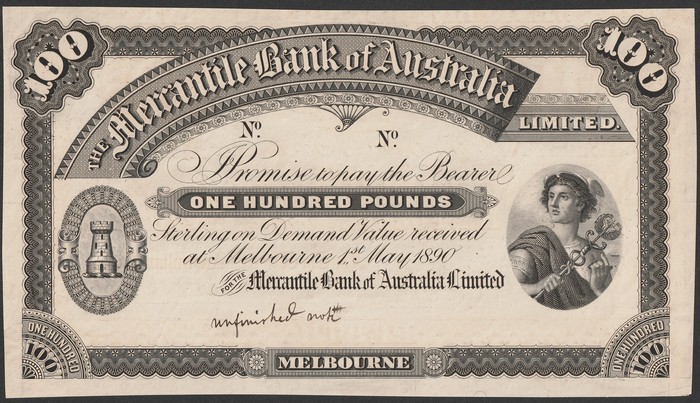 100
100
THE Mercantile Bank of Australia
LIMITED.
No
No
I Promise to pay the Bearer
ONE HUNDRED POUNDS
Sterling on Demand Value received
at Melbourne 1st May 1890
FOR THE Mercantile Bank of Australia Limited
unfinished note
ONE HUNDRED
100
MELBOURNE
ONE HUNDRED
100